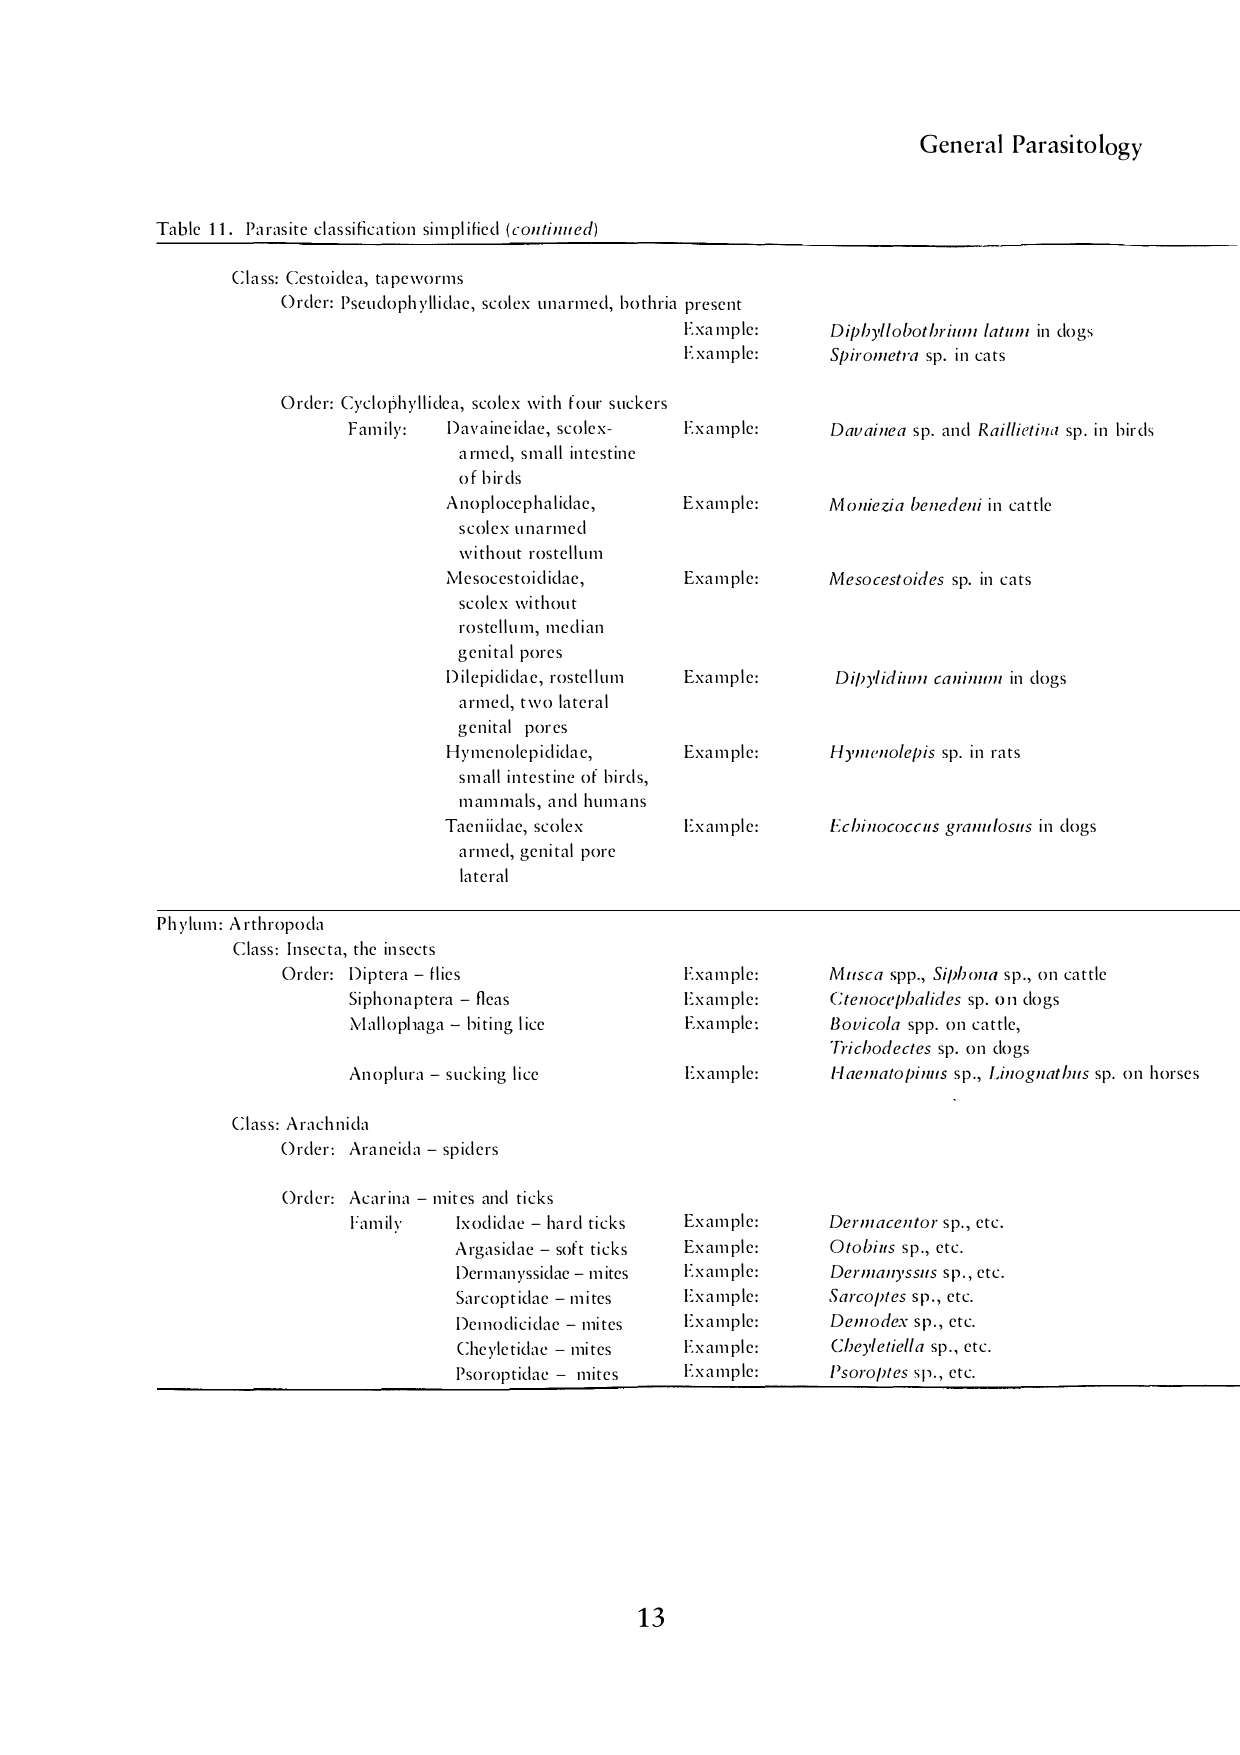 General Parasitology
Table 11. Parasite classification simplified (continued)
Class: Cestoidea, tapeworms
Order: Pseudophyllidae, scolex unarmed, bothria present
Example: Diphyllobothrium latum in dogs
Example: Spirometra sp. in cats
Order: Cyclophyllidea, scolex with four suckers
Family: Davaineidae, scolex- Example: Davainea sp. and Raillietina sp. in birds
armed, small intestine
of birds
Anoplocephalidae, Example: Moniezia benedeni in cattle
scolex unarmed
without rostellum
Mesocestoididae, Example: Mesocestoides sp. in cats
scolex without
rostellum, median
genital pores
Dilepididae, rostellum Example: Dipylidium caninum in dogs
armed, two lateral
genital pores
Hymenolepididae, Example: Hymenolepis sp. in rats
small intestine of birds,
mammals, and humans
Taeniidae, scolex Example: Echinococcus granulosus in dogs
armed, genital pore
lateral
Phylum: Arthropoda
Class: Insecta, the insects
Order: Diptera – flies Example: Musca spp., Siphona sp., on cattle
Siphonaptera – fleas Example: Ctenocephalides sp. on dogs
Mallophaga – biting lice Example: Bovicola spp. on cattle,
Trichodectes sp. on dogs
Anoplura – sucking lice Example: Haematopinus sp., Linognathus sp. on horses
Class: Arachnida
Order: Araneida – spiders
Order: Acarina – mites and ticks
Family Ixodidae – hard ticks Example: Dermacentor sp., etc.
Argasidae – soft ticks Example: Otobius sp., etc.
Dermanyssidae – mites Example: Dermanyssus sp., etc.
Sarcoptidae – mites Example: Sarcoptes sp., etc.
Demodicidae – mites Example: Demodex sp., etc.
Cheyletidae – mites Example: Cheyletiella sp., etc.
Psoroptidae – mites Example: Psoroptes sp., etc.
13